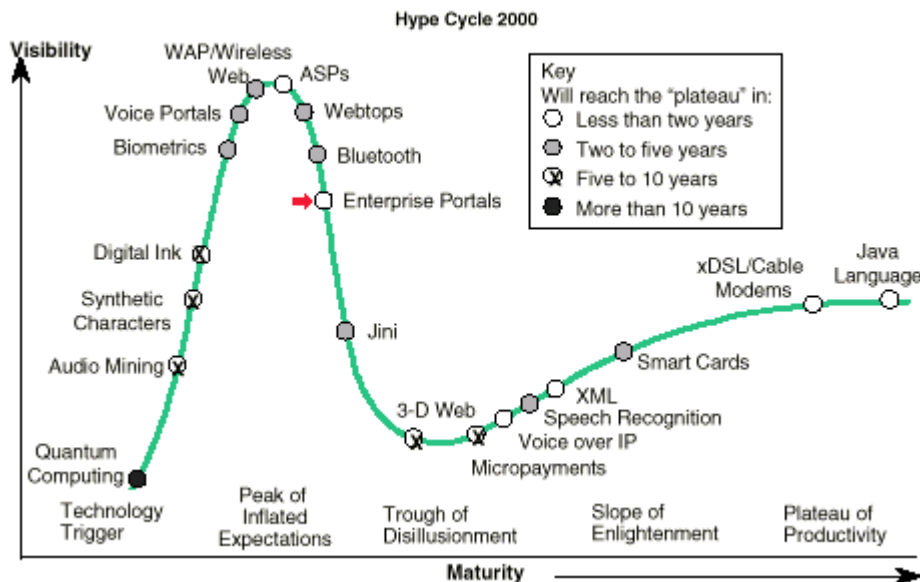 Hype Cycle 2000
Visibility
WAP/Wireless
Web
ASPs
Voice Portals
Webtops
Biometrics
Bluetooth
Enterprise Portals
Key
Will reach the “plateau” in:
Less than two years
Two to five years
Five to 10 years
More than 10 years
Digital Ink
Synthetic
Characters
Audio Mining
Jini
xDSL/Cable
Modems
Java
Language
Smart Cards
3-D Web
XML
Speech Recognition
Voice over IP
Micropayments
Quantum
Computing
Technology
Trigger
Peak of
Inflated
Expectations
Trough of
Disillusionment
Slope of
Enlightenment
Plateau of
Productivity
Maturity